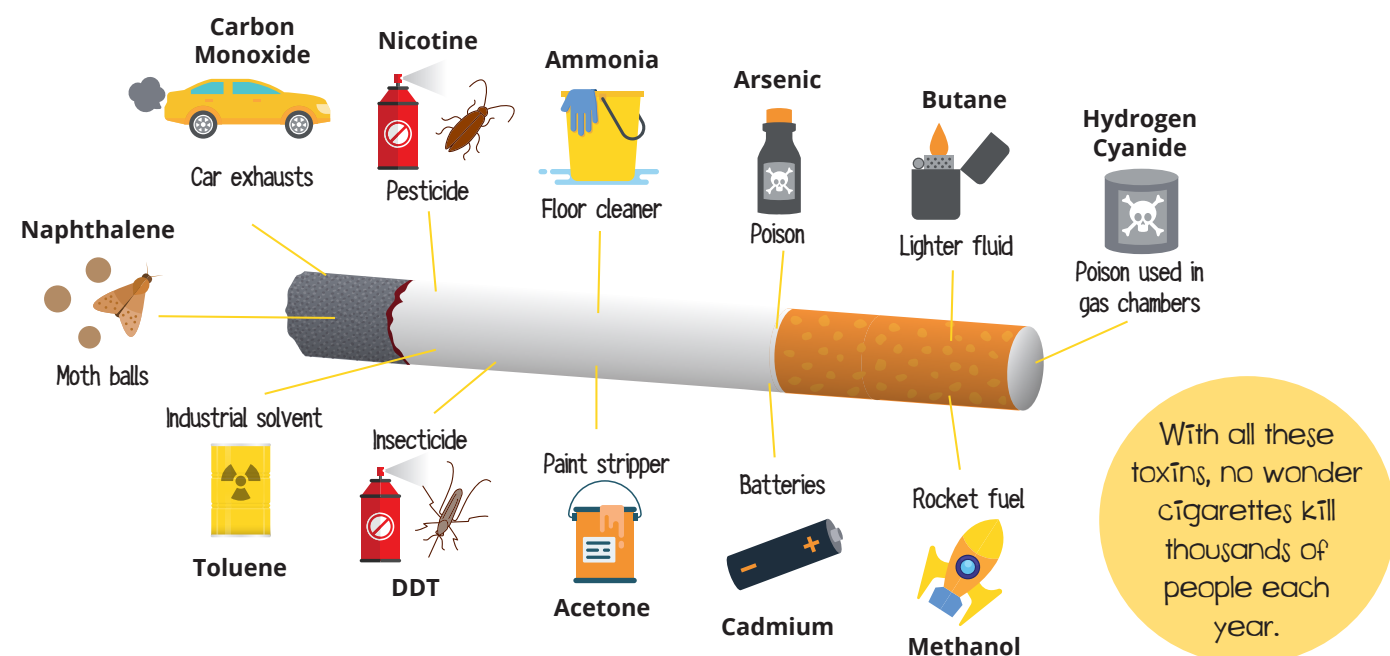 Carbon
Monoxide
Car exhausts
Nicotine
Pesticide
Ammonia
Floor cleaner
Arsenic
Poison
Butane
Lighter fluid
Hydrogen
Cyanide
Poison used in
gas chambers
Naphthalene
Moth balls
Industrial solvent
Toluene
Insecticide
DDT
Paint stripper
Acetone
Batteries
Cadmium
Rocket fuel
Methanol
With all these
toxins, no wonder
cigarettes kill
thousands of
people each
year.